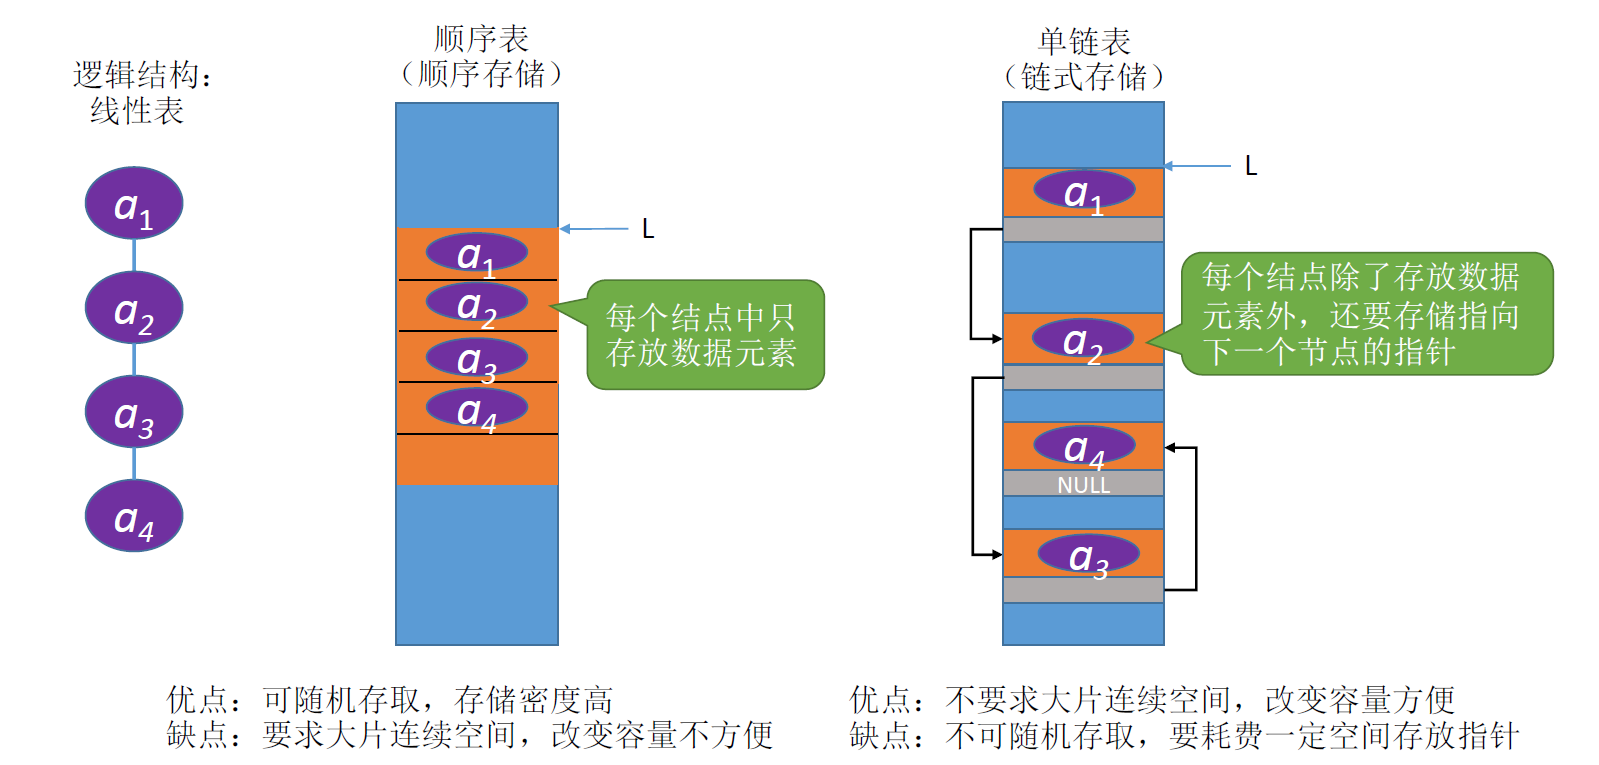 逻辑结构：
线性表
a1
a2
a3
a4
顺序表
（顺序存储）
L
a1
a2
a3
a4
每个结点中只
存放数据元素
优点：可随机存取，存储密度高
缺点：要求大片连续空间，改变容量不方便
单链表
（链式存储）
L
a1
a2
a4
NULL
a3
每个结点除了存放数据
元素外，还要存储指向
下一个节点的指针
优点：不要求大片连续空间，改变容量方便
缺点：不可随机存取，要耗费一定空间存放指针